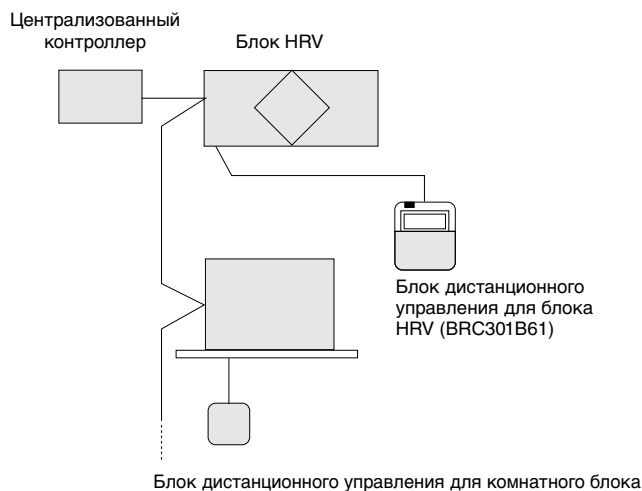 Централизованный
контроллер
Блок HRV
Блок дистанционного
управления для блока
HRV (BRC301B61)
Блок дистанционного управления для комнатного блока